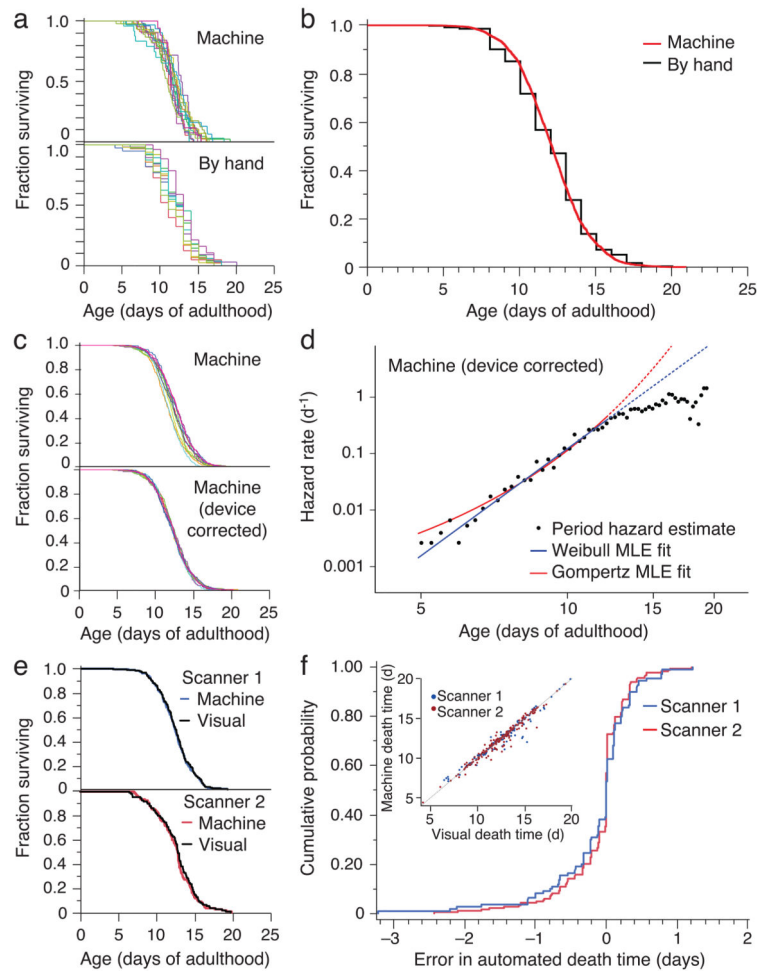 a
Fraction surviving
1.0
0.5
0
Machine
1.0
0.5
0
By hand
0 5 10 15 20 25
Age (days of adulthood)
b
Fraction surviving
1.0
0.8
0.6
0.4
0.2
0
Machine
By hand
0 5 10 15 20 25
Age (days of adulthood)
c
Fraction surviving
1.0
0.8
0.6
0.4
0.2
0
Machine
1.0
0.8
0.6
0.4
0.2
0
Machine
(device
corrected)
0 5 10 15 20 25
Age (days of adulthood)
d
Machine (device corrected)
Hazard rate (d-1)
1
0.1
0.01
0.001
Period hazard estimate
Weibull MLE fit
Gompertz MLE fit
5 10 15 20
Age (days of adulthood)
e
Fraction surviving
1.0
0.8
0.6
0.4
0.2
0
Scanner 1
Machine
Visual
1.0
0.8
0.6
0.4
0.2
0
Scanner 2
Machine
Visual
0 5 10 15 20 25
Age (days of adulthood)
f
Cumulative probability
1.00
0.80
0.60
0.40
0.20
0
Machine death time (d)
20
15
10
5
Scanner 1
Scanner 2
5 10 15 20
Visual death time (d)
Scanner 1
Scanner 2
−3 −2 −1 0 1 2
Error in automated death time (days)